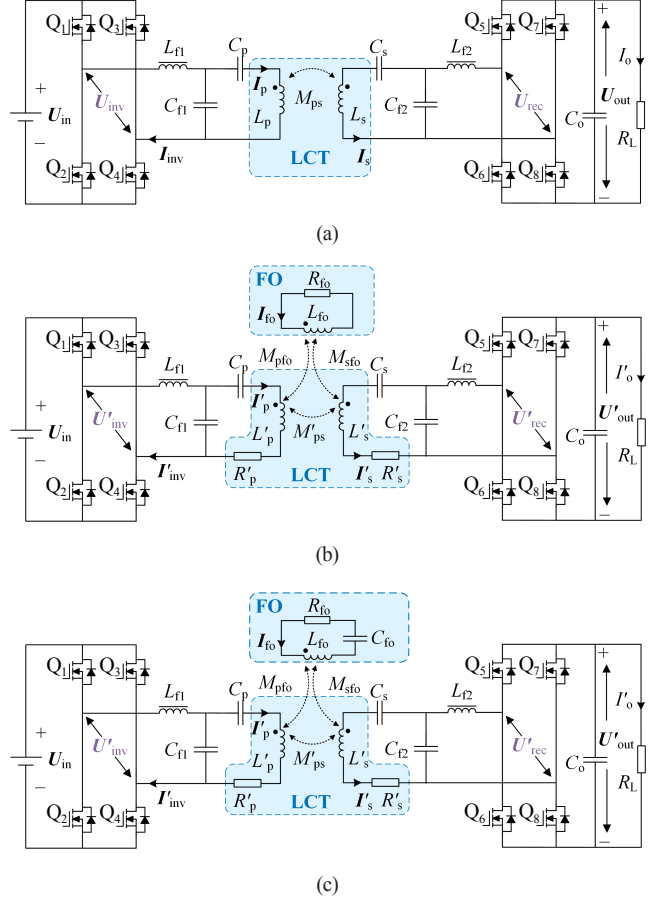 Q1 Q3 Lf1 Cp Cs Lf2 Q5 Q7
+ Uin − Uinv Cf1 Ip Mps Lp Ls Cf2 Urec Co + Uout − Io RL
Q2 Q4 Iinv LCT Is Q6 Q8
(a)
FO Rfo
Ifo Lfo
Q1 Q3 Lf1 Cp Mpfo Msfo Cs Lf2 Q5 Q7
+ Uin − U'inv Cf1 I'p M'ps L'p L's Cf2 U'rec Co + U'out − I'o RL
Q2 Q4 I'inv R'p LCT I's R's Q6 Q8
(b)
FO Rfo
Ifo Lfo Cfo
Q1 Q3 Lf1 Cp Mpfo Msfo Cs Lf2 Q5 Q7
+ Uin − U'inv Cf1 I'p M'ps L'p L's Cf2 U'rec Co + U'out − I'o RL
Q2 Q4 I'inv R'p LCT I's R's Q6 Q8
(c)